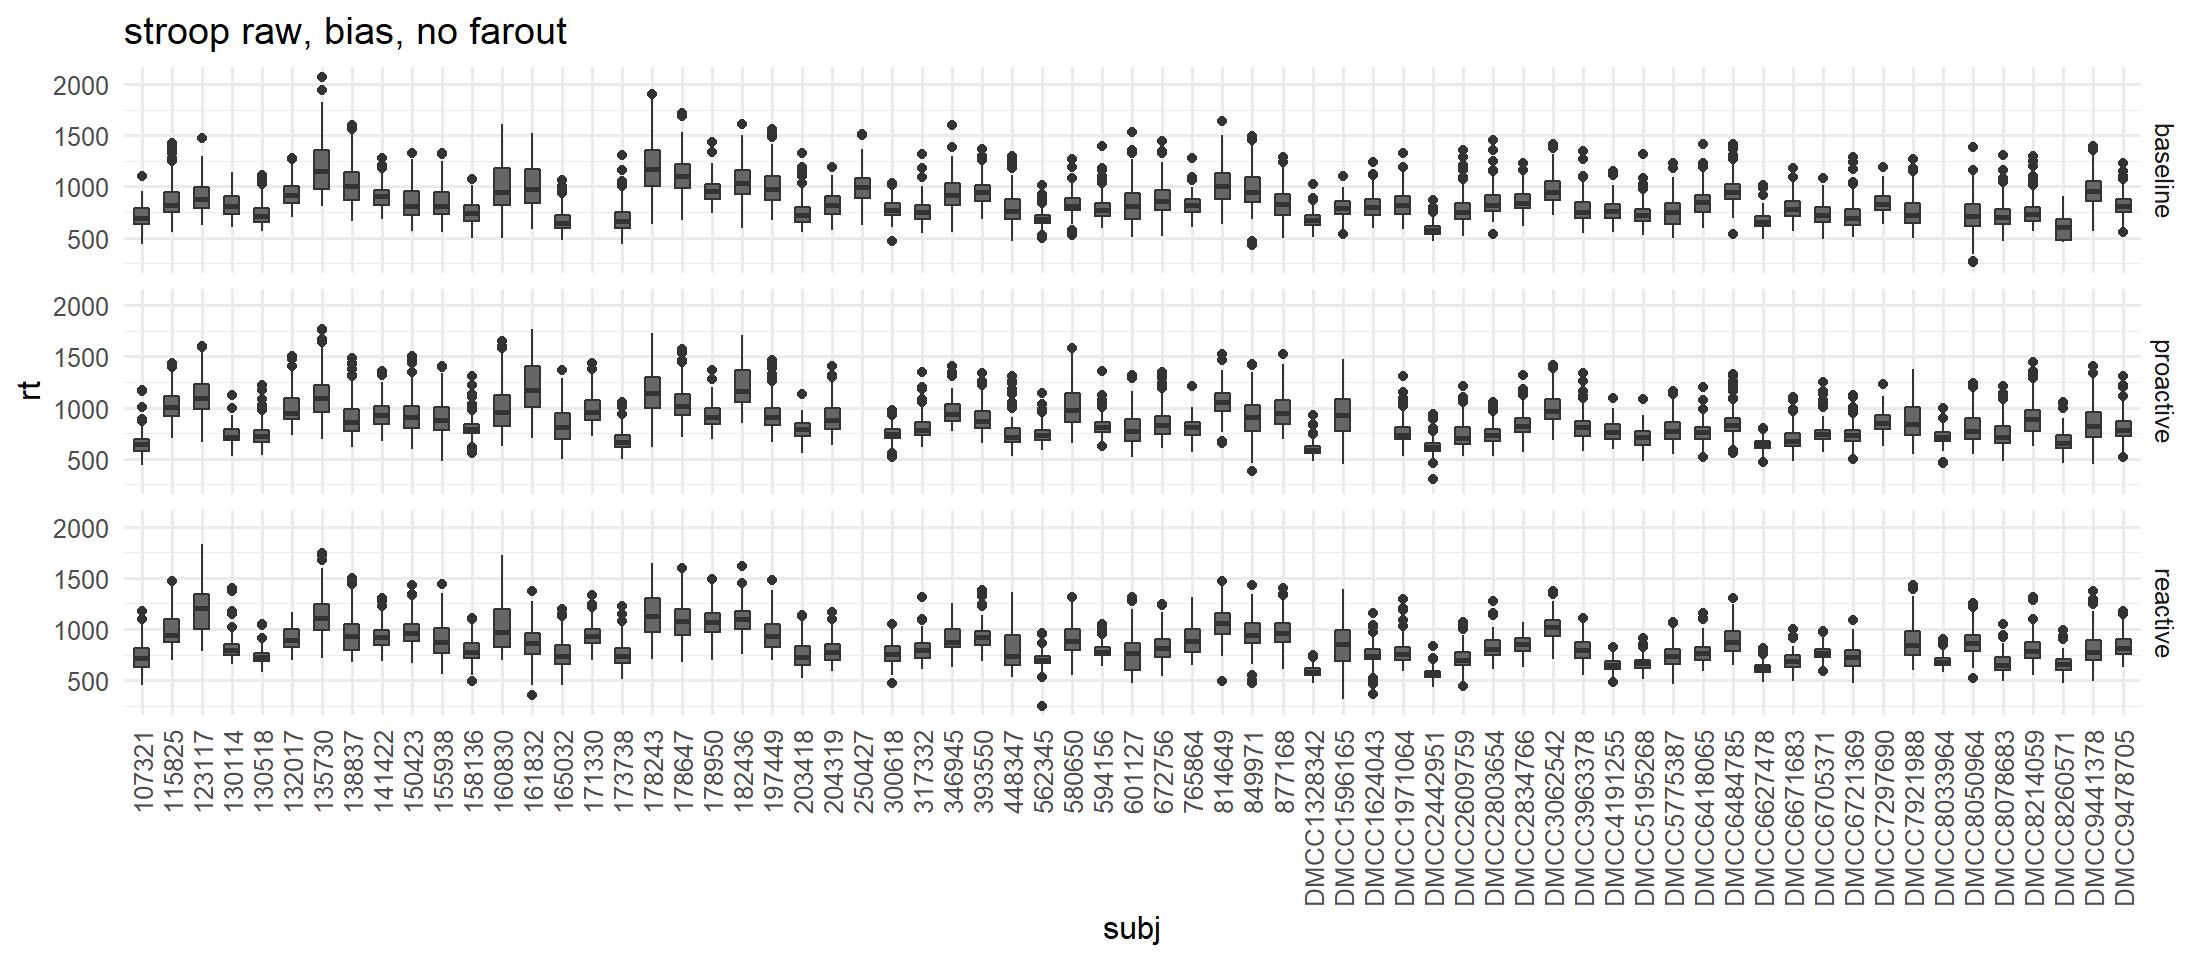 stroop raw, bias, no farout
2000
1500
1000
500
baseline
2000
1500
1000
500
proactive
2000
1500
1000
500
reactive
rt
107321
115825
123117
130114
130518
132017
135730
138837
141422
150423
155938
158136
160830
161832
165032
171330
173738
178243
178647
178950
182436
197449
203418
204319
250427
300618
317332
346945
393550
448347
562345
580650
594156
601127
672756
765864
814649
849971
877168
DMCC1328342
DMCC1596165
DMCC1624043
DMCC1971064
DMCC2442951
DMCC2609759
DMCC2803654
DMCC2834766
DMCC3062542
DMCC3963378
DMCC4191255
DMCC5195268
DMCC5775387
DMCC6418065
DMCC6484785
DMCC6627478
DMCC6671683
DMCC6705371
DMCC6721369
DMCC7297690
DMCC7921988
DMCC8033964
DMCC8050964
DMCC8078683
DMCC8214059
DMCC8260571
DMCC9441378
DMCC9478705
subj